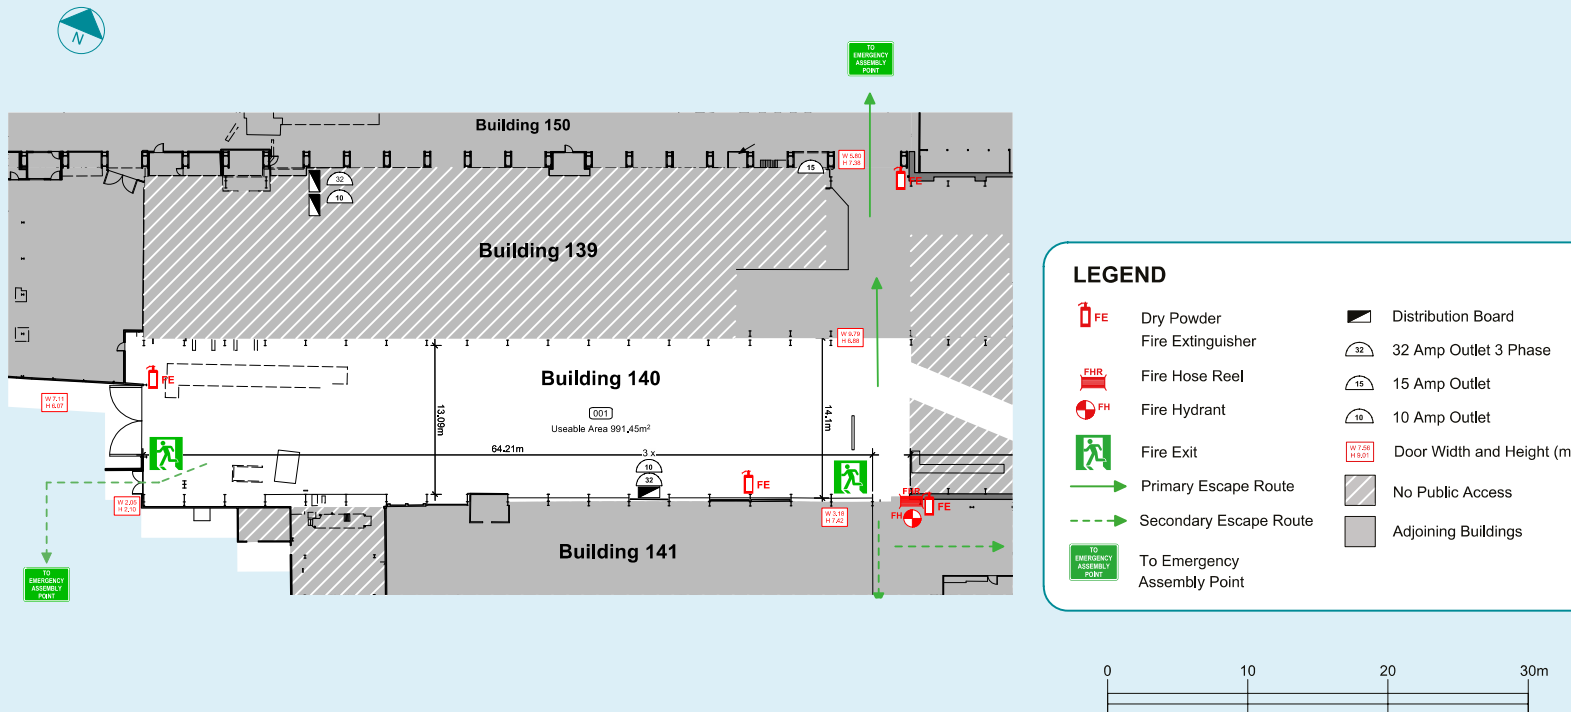 N
TO
EMERGENCY
ASSEMBLY
POINT
Building 150
W 5.80
H 7.38
15
FE
32
10
Building 139
W 9.79
H 6.88
Building 140
FE
W 7.11
H 6.07
13.09m
001
Useable Area 991.45m²
14.1m
64.21m
3 x
10
32
FE
FHR
FE
FH
W 2.05
H 2.10
W 3.18
H 7.42
Building 141
TO
EMERGENCY
ASSEMBLY
POINT
LEGEND
FE
Dry Powder
Fire Extinguisher
FHR
Fire Hose Reel
FH
Fire Hydrant
Fire Exit
Primary Escape Route
Secondary Escape Route
TO
EMERGENCY
ASSEMBLY
POINT
To Emergency
Assembly Point
Distribution Board
32
32 Amp Outlet 3 Phase
15
15 Amp Outlet
10
10 Amp Outlet
W 7.56
H 9.01
Door Width and Height (m
No Public Access
Adjoining Buildings
0 10 20 30m